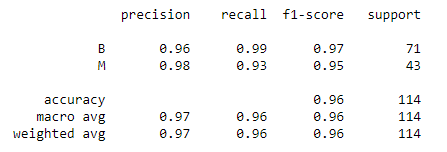 precision recall f1-score support
B 0.96 0.99 0.97 71
M 0.98 0.93 0.95 43
accuracy 0.96 114
macro avg 0.97 0.96 0.96 114
weighted avg 0.97 0.96 0.96 114